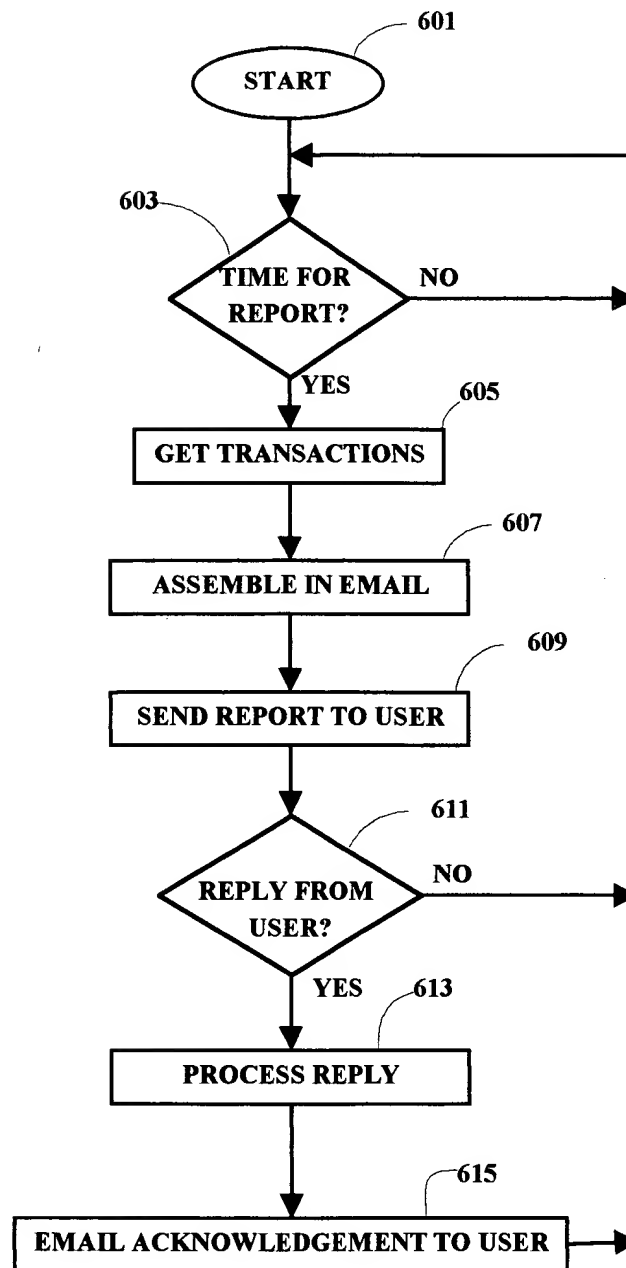 601
START
603
TIME FOR
REPORT?
NO
YES
605
GET TRANSACTIONS
607
ASSEMBLE IN EMAIL
609
SEND REPORT TO USER
611
REPLY FROM
USER?
NO
YES
613
PROCESS REPLY
615
EMAIL ACKNOWLEDGEMENT TO USER